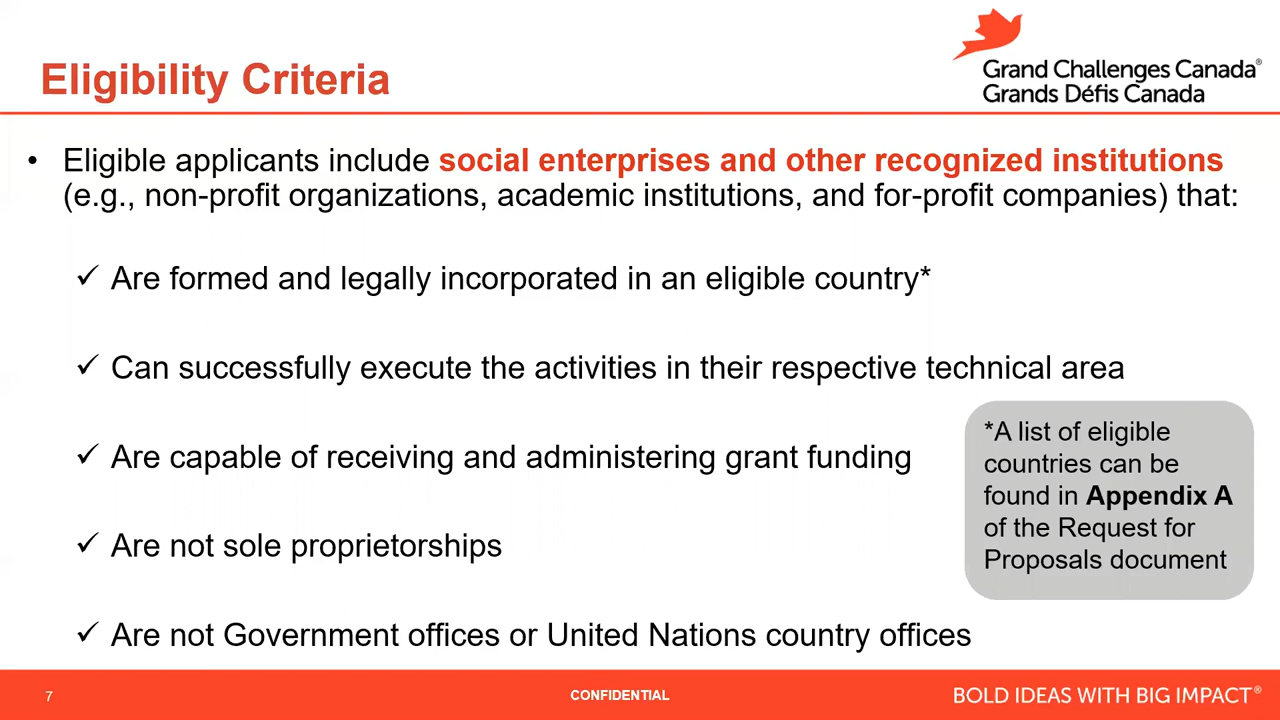 Eligibility Criteria
Grand Challenges Canada®
Grands Défis Canada
• Eligible applicants include social enterprises and other recognized institutions
(e.g., non-profit organizations, academic institutions, and for-profit companies) that:
✓ Are formed and legally incorporated in an eligible country*
✓ Can successfully execute the activities in their respective technical area
✓ Are capable of receiving and administering grant funding
✓ Are not sole proprietorships
✓ Are not Government offices or United Nations country offices
*A list of eligible
countries can be
found in Appendix A
of the Request for
Proposals document
7
CONFIDENTIAL
BOLD IDEAS WITH BIG IMPACT®